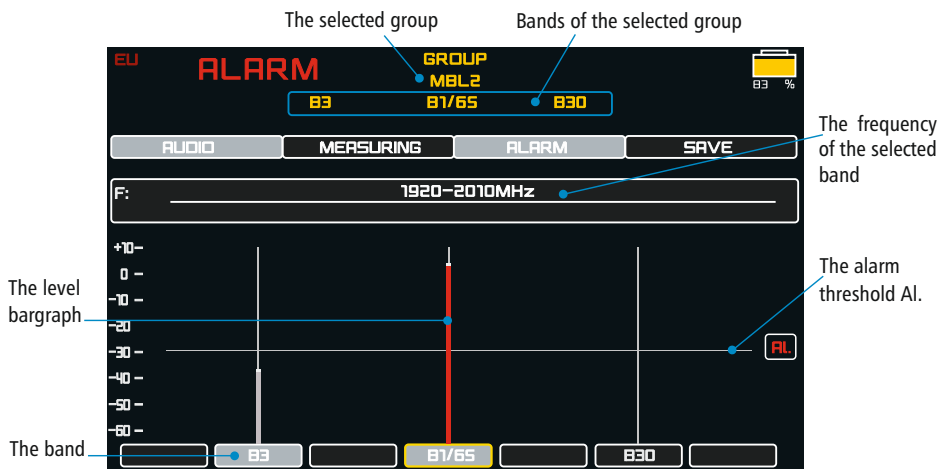 The selected group
Bands of the selected group
EU
ALARM
GROUP
MBL2
83 %
B3 B1/65 B30
The frequency
of the selected
band
AUDIO MEASURING ALARM SAVE
F: 1920-2010MHz
+10-
0 -
-10 -
-20
-30 -
-40 -
-50 -
-60 -
The level
bargraph
The alarm
threshold Al.
Al.
The band
B3 B1/65 B30